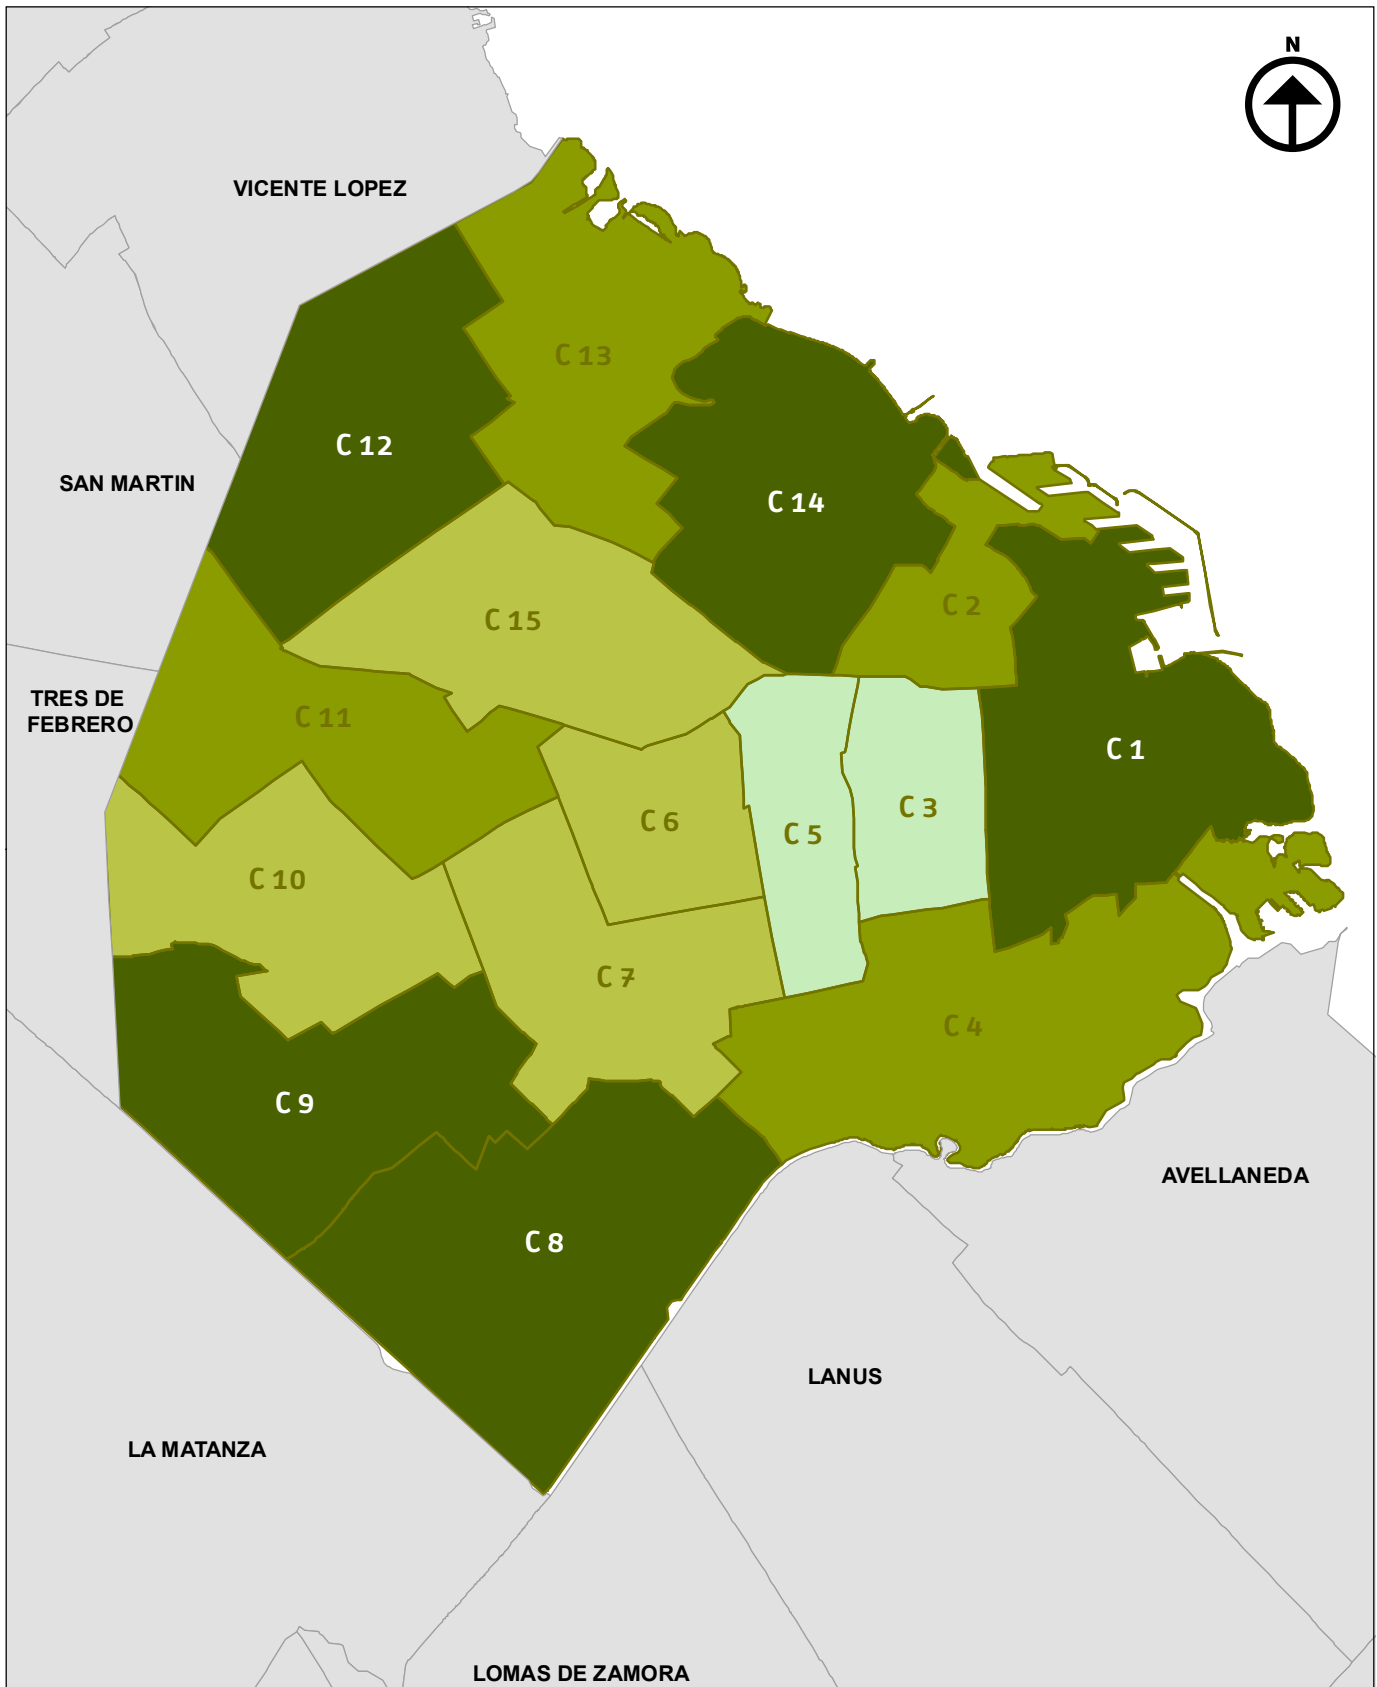 N
VICENTE LOPEZ
C 13
C 12
SAN MARTIN
C 14
C 2
C 15
TRES DE
FEBRERO
C 11
C 1
C 3
C 6
C 5
C 10
C 7
C 4
C 9
AVELLANEDA
C 8
LANUS
LA MATANZA
LOMAS DE ZAMORA